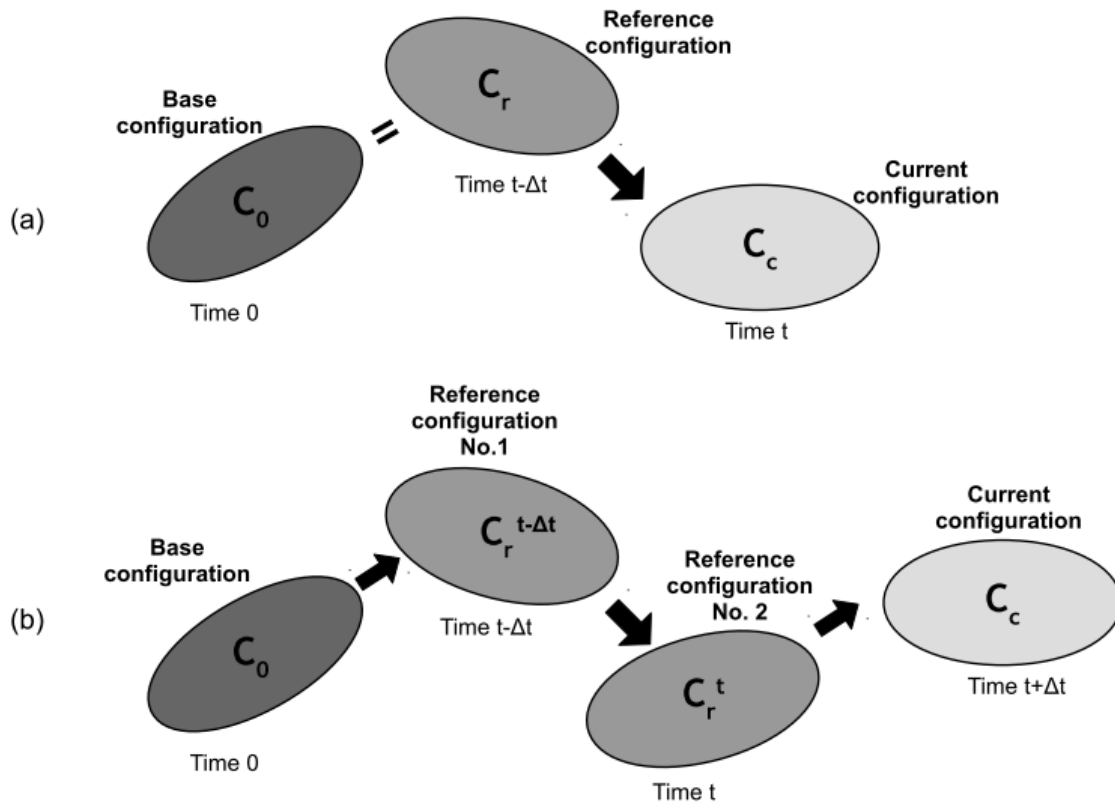 Reference
configuration
Base
configuration
=
C_r
Time t-Δt
(a)
C_0
Time 0
Current
configuration
C_c
Time t
Reference
configuration
No.1
C_r^{t-Δt}
Time t-Δt
Base
configuration
(b)
C_0
Time 0
Reference
configuration
No. 2
C_r^t
Time t
Current
configuration
C_c
Time t+Δt